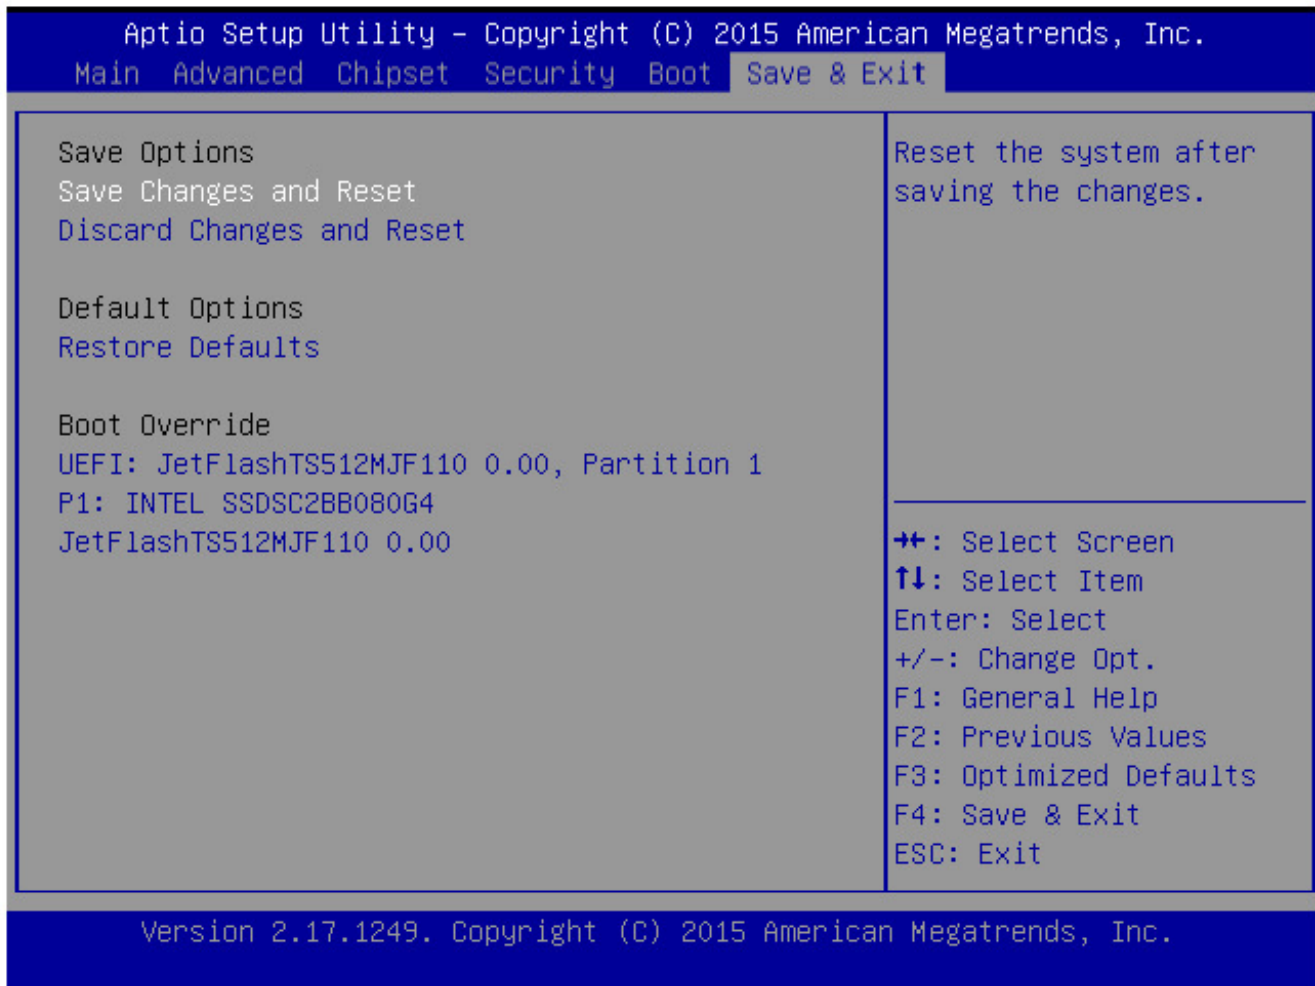 Aptio Setup Utility – Copyright (C) 2015 American Megatrends, Inc.
Main Advanced Chipset Security Boot Save & Exit
Save Options
Save Changes and Reset
Discard Changes and Reset
Default Options
Restore Defaults
Boot Override
UEFI: JetFlashTS512MJF110 0.00, Partition 1
P1: INTEL SSDSC2BB080G4
JetFlashTS512MJF110 0.00
Reset the system after
saving the changes.
→←: Select Screen
↑↓: Select Item
Enter: Select
+/-: Change Opt.
F1: General Help
F2: Previous Values
F3: Optimized Defaults
F4: Save & Exit
ESC: Exit
Version 2.17.1249. Copyright (C) 2015 American Megatrends, Inc.